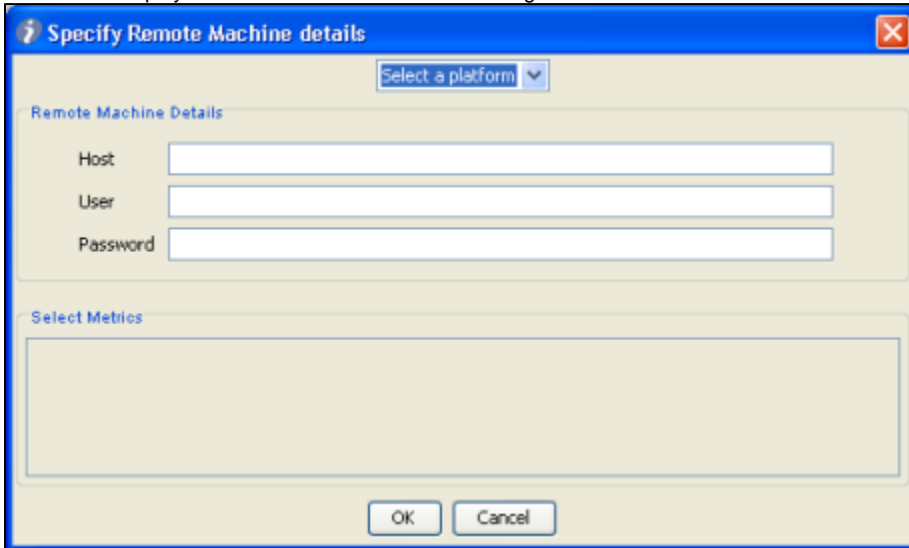 Specify Remote Machine details
Select a platform
Remote Machine Details
Host
User
Password
Select Metrics
OK Cancel